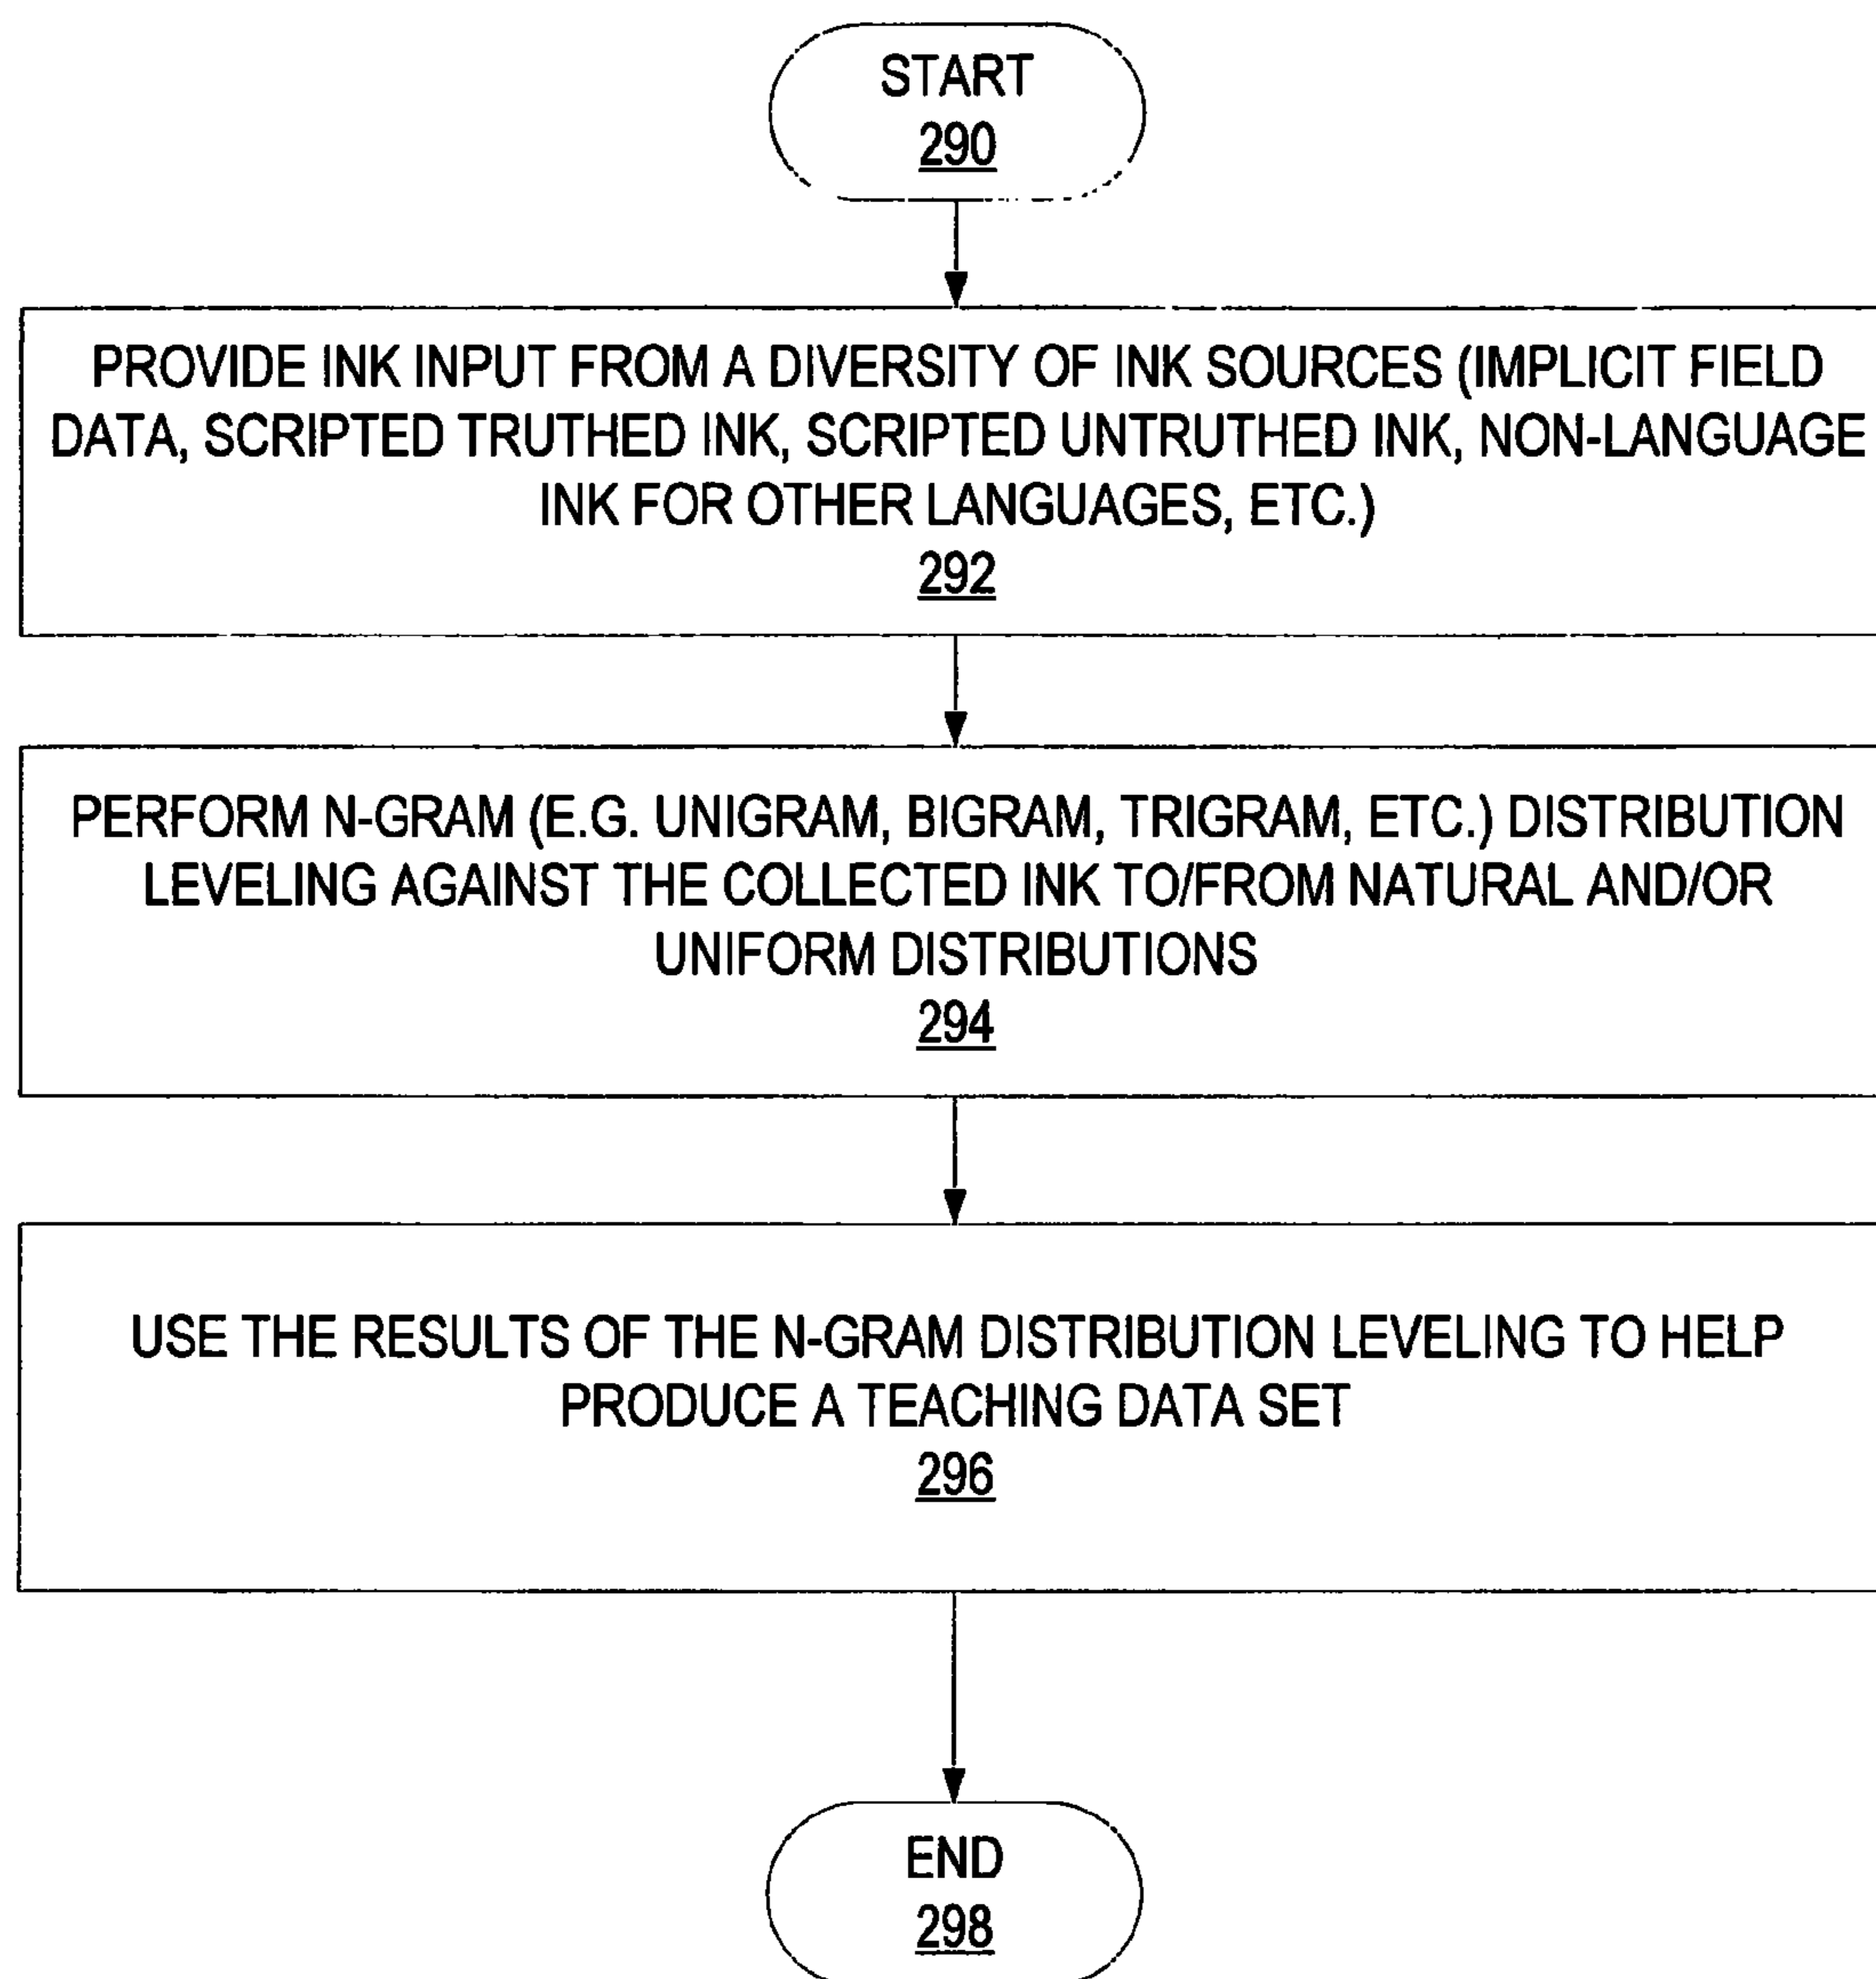 START
290
PROVIDE INK INPUT FROM A DIVERSITY OF INK SOURCES (IMPLICIT FIELD
DATA, SCRIPTED TRUTHED INK, SCRIPTED UNTRUTHED INK, NON-LANGUAGE
INK FOR OTHER LANGUAGES, ETC.)
292
PERFORM N-GRAM (E.G. UNIGRAM, BIGRAM, TRIGRAM, ETC.) DISTRIBUTION
LEVELING AGAINST THE COLLECTED INK TO/FROM NATURAL AND/OR
UNIFORM DISTRIBUTIONS
294
USE THE RESULTS OF THE N-GRAM DISTRIBUTION LEVELING TO HELP
PRODUCE A TEACHING DATA SET
296
END
298